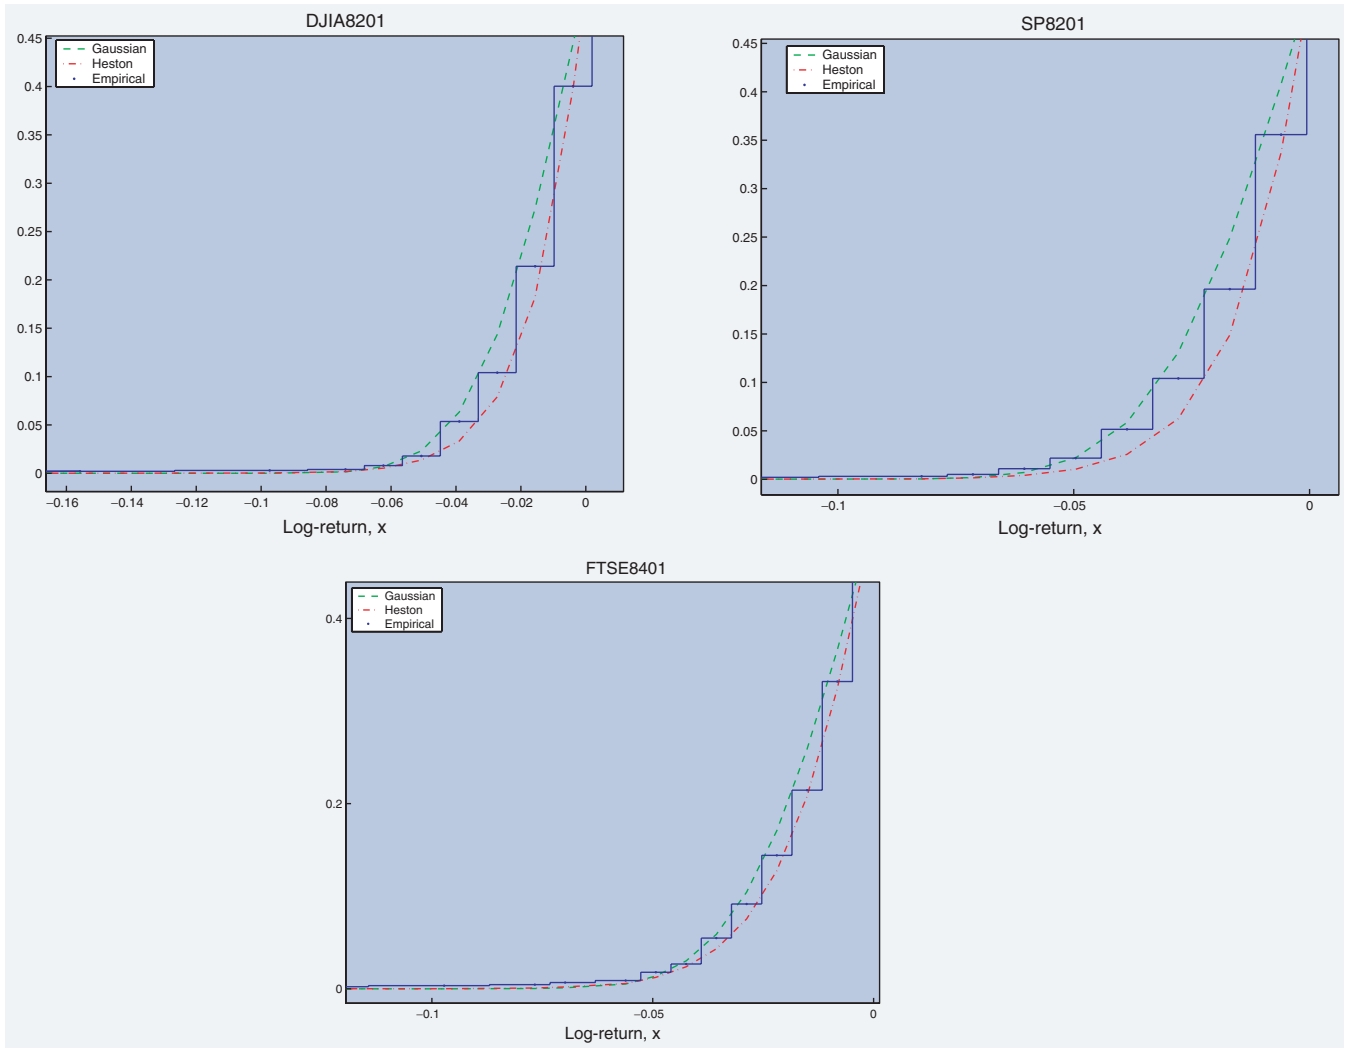 DJIA8201
Gaussian
Heston
Empirical
0.45
0.4
0.35
0.3
0.25
0.2
0.15
0.1
0.05
0
−0.16
−0.14
−0.12
−0.1
−0.08
−0.06
−0.04
−0.02
0
Log-return, x
SP8201
Gaussian
Heston
Empirical
0.45
0.4
0.35
0.3
0.25
0.2
0.15
0.1
0.05
0
−0.1
−0.05
0
Log-return, x
FTSE8401
Gaussian
Heston
Empirical
0.4
0.2
0
−0.1
−0.05
0
Log-return, x